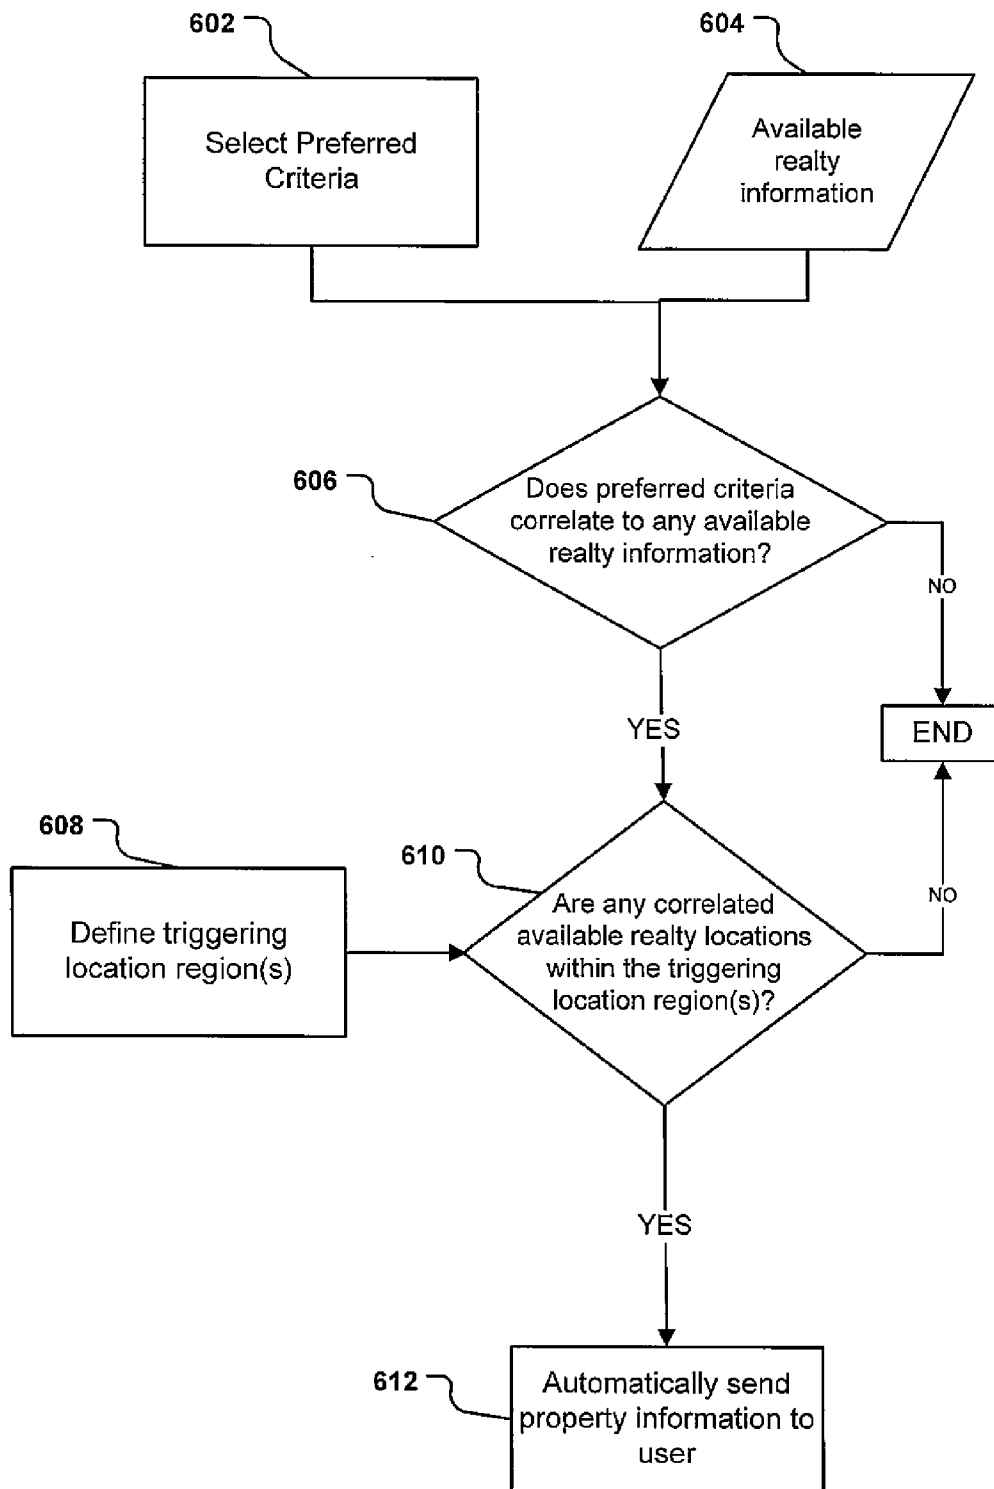 602
604
Select Preferred
Criteria
Available
realty
information
606
Does preferred criteria
correlate to any available
realty information?
NO
YES
END
608
610
Define triggering
location region(s)
Are any correlated
available realty locations
within the triggering
location region(s)?
NO
YES
612
Automatically send
property information to
user